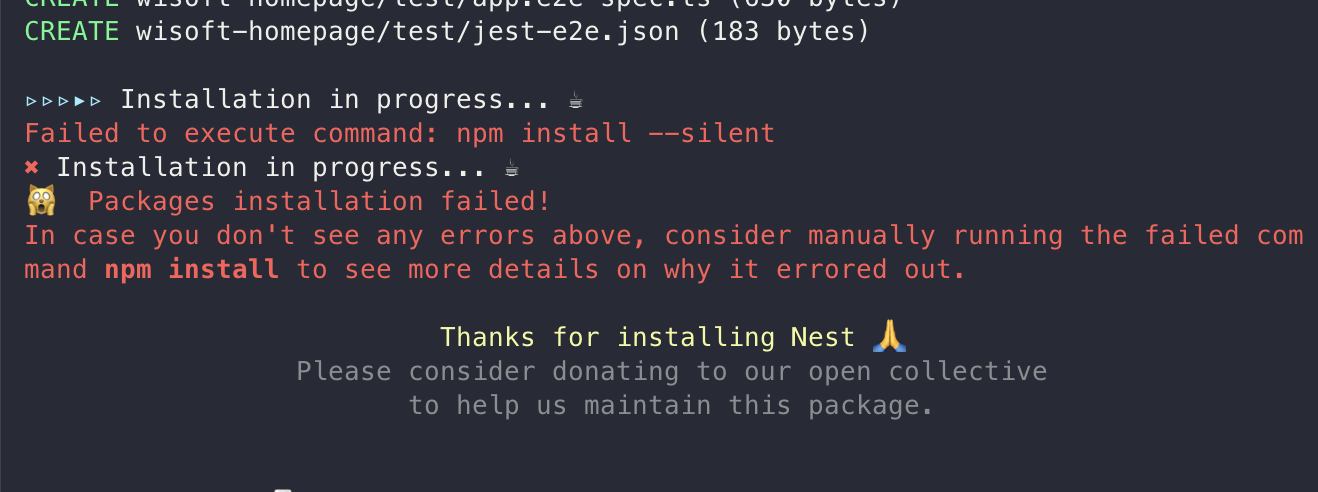 CREATE wisoft-homepage/test/app.e2e-spec.ts (630 bytes)
CREATE wisoft-homepage/test/jest-e2e.json (183 bytes)
▹▹▹▸▹ Installation in progress... ☕
Failed to execute command: npm install --silent
✖ Installation in progress... ☕
🙀  Packages installation failed!
In case you don't see any errors above, consider manually running the failed com
mand npm install to see more details on why it errored out.
Thanks for installing Nest 🙏
Please consider donating to our open collective
to help us maintain this package.